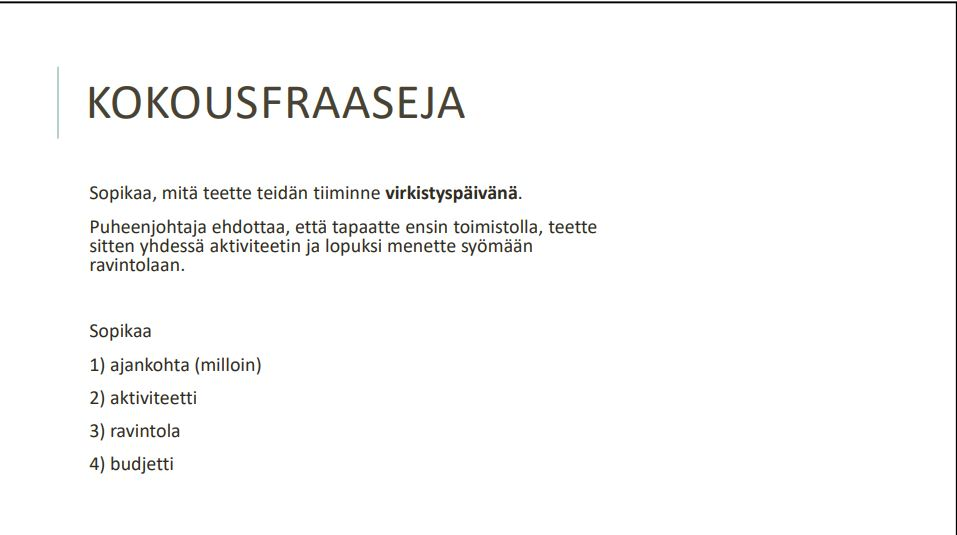 KOKOUSFRAASEJA
Sopikaa, mitä teette teidän tiiminne virkistyspäivänä.
Puheenjohtaja ehdottaa, että tapaatte ensin toimistolla, teette
sitten yhdessä aktiviteetin ja lopuksi menette syömään
ravintolaan.
Sopikaa
1) ajankohta (milloin)
2) aktiviteetti
3) ravintola
4) budjetti